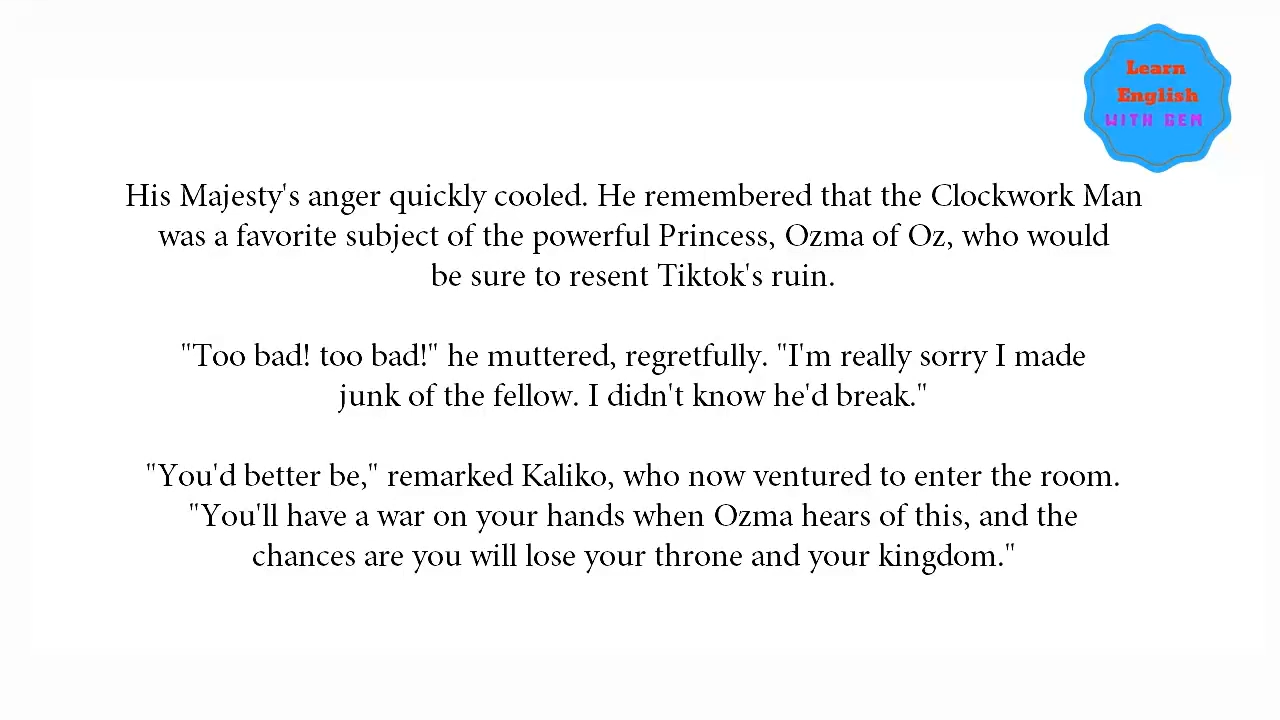 Learn
English
WITH BEN
His Majesty's anger quickly cooled. He remembered that the Clockwork Man
was a favorite subject of the powerful Princess, Ozma of Oz, who would
be sure to resent Tiktok's ruin.
"Too bad! too bad!" he muttered, regretfully. "I'm really sorry I made
junk of the fellow. I didn't know he'd break."
"You'd better be," remarked Kaliko, who now ventured to enter the room.
"You'll have a war on your hands when Ozma hears of this, and the
chances are you will lose your throne and your kingdom."